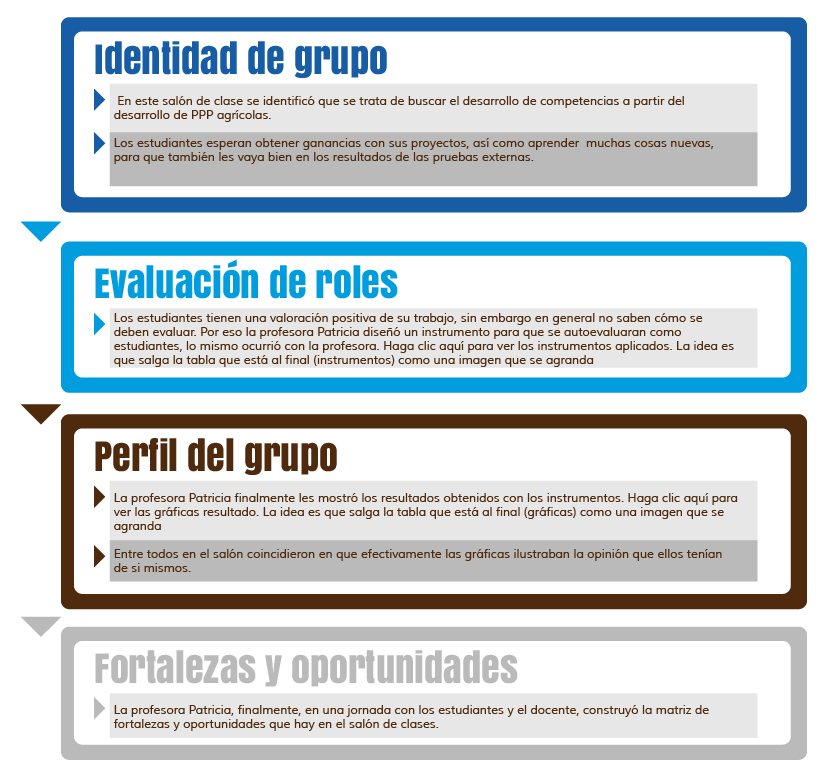 Identidad de grupo
En este salón de clase se identificó que se trata de buscar el desarrollo de competencias a partir del
desarrollo de PPP agrícolas.
Los estudiantes esperan obtener ganancias con sus proyectos, así como aprender muchas cosas nuevas,
para que también les vaya bien en los resultados de las pruebas externas.
Evaluación de roles
Los estudiantes tienen una valoración positiva de su trabajo, sin embargo en general no saben cómo se
deben evaluar. Por eso la profesora Patricia diseñó un instrumento para que se autoevaluaran como
estudiantes, lo mismo ocurrió con la profesora. Haga clic aquí para ver los instrumentos aplicados. La idea es
que salga la tabla que está al final (instrumentos) como una imagen que se agranda
Perfil del grupo
La profesora Patricia finalmente les mostró los resultados obtenidos con los instrumentos. Haga clic aquí para
ver las gráficas resultado. La idea es que salga la tabla que está al final (gráficas) como una imagen que se
agranda
Entre todos en el salón coincidieron en que efectivamente las gráficas ilustraban la opinión que ellos tenían
de si mismos.
Fortalezas y oportunidades
La profesora Patricia, finalmente, en una jornada con los estudiantes y el docente, construyó la matriz de
fortalezas y oportunidades que hay en el salón de clases.